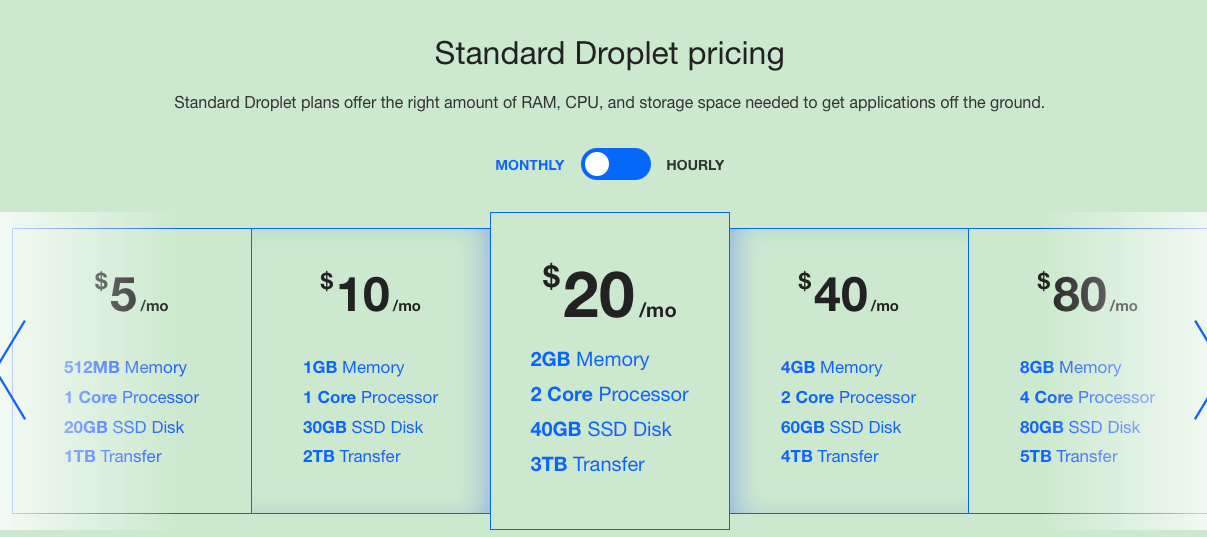 Standard Droplet pricing
Standard Droplet plans offer the right amount of RAM, CPU, and storage space needed to get applications off the ground.
MONTHLY HOURLY
$5/mo
512MB Memory
1 Core Processor
20GB SSD Disk
1TB Transfer
$10/mo
1GB Memory
1 Core Processor
30GB SSD Disk
2TB Transfer
$20/mo
2GB Memory
2 Core Processor
40GB SSD Disk
3TB Transfer
$40/mo
4GB Memory
2 Core Processor
60GB SSD Disk
4TB Transfer
$80/mo
8GB Memory
4 Core Processor
80GB SSD Disk
5TB Transfer